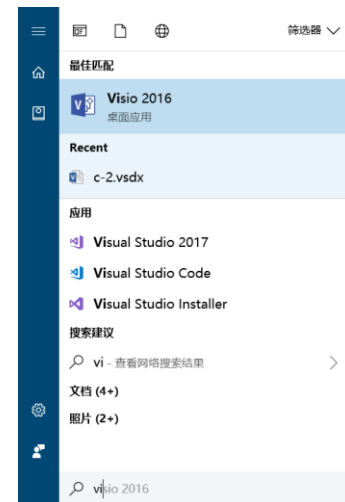 筛选器
最佳匹配
Visio 2016
桌面应用
Recent
c-2.vsdx
应用
Visual Studio 2017
Visual Studio Code
Visual Studio Installer
搜索建议
vi - 查看网络搜索结果
文档 (4+)
照片 (2+)
visio 2016